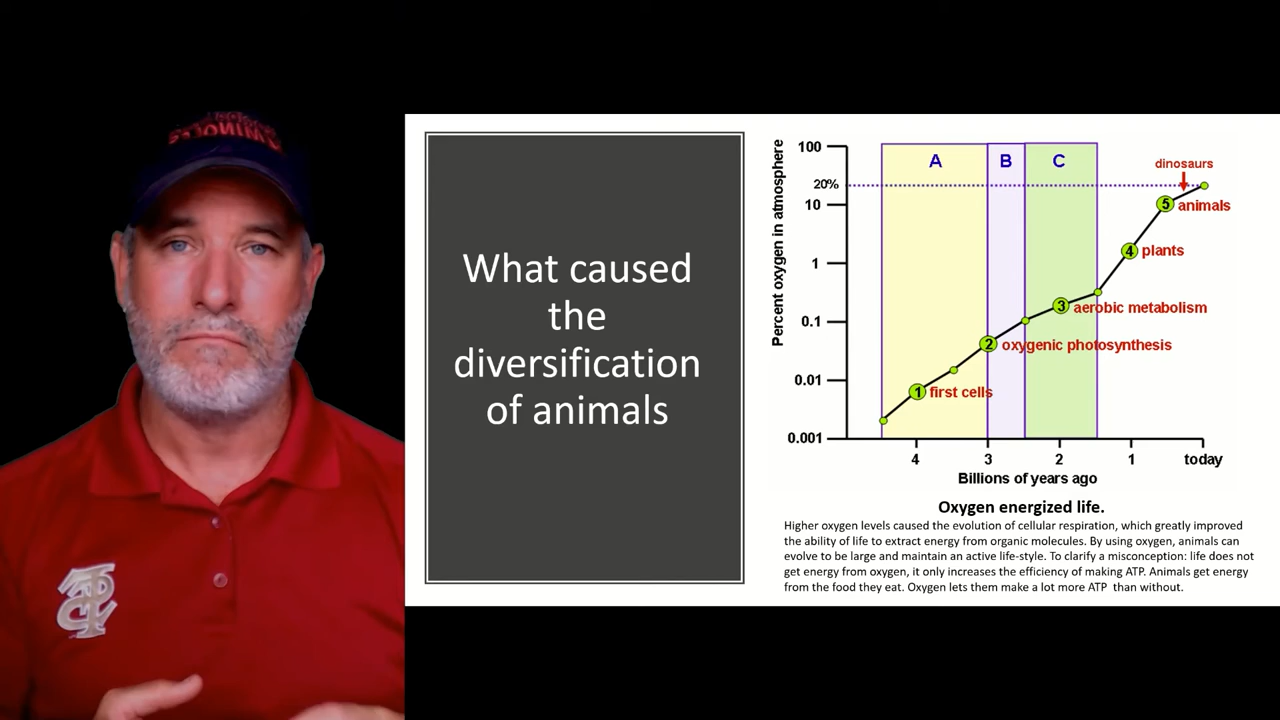 What caused
the
diversification
of animals
Percent oxygen in atmosphere
100
20%
10
1
0.1
0.01
0.001
A
B
C
dinosaurs
5 animals
4 plants
3 aerobic metabolism
2 oxygenic photosynthesis
1 first cells
4
3
2
1
today
Billions of years ago
Oxygen energized life.
Higher oxygen levels caused the evolution of cellular respiration, which greatly improved
the ability of life to extract energy from organic molecules. By using oxygen, animals can
evolve to be large and maintain an active life-style. To clarify a misconception: life does not
get energy from oxygen, it only increases the efficiency of making ATP. Animals get energy
from the food they eat. Oxygen lets them make a lot more ATP than without.